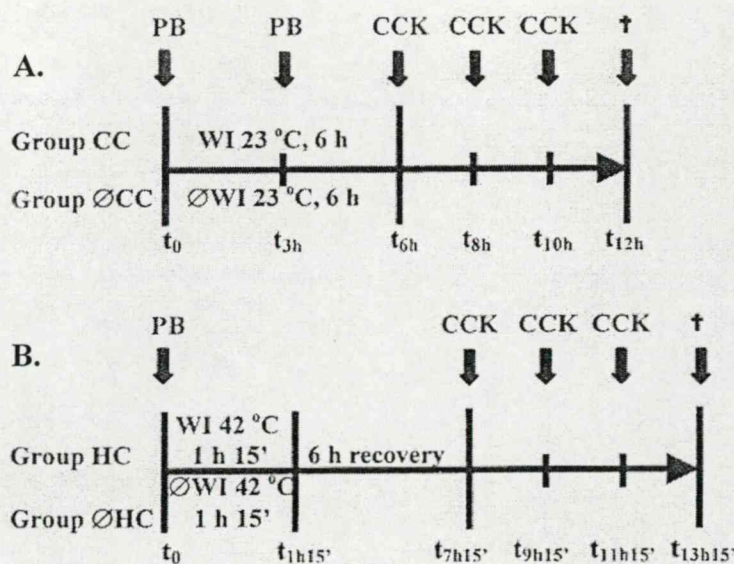 PB PB CCK CCK CCK †
A.
Group CC WI 23 °C, 6 h
Group ∅CC ∅WI 23 °C, 6 h
t0 t3h t6h t8h t10h t12h
PB CCK CCK CCK †
B.
WI 42 °C
Group HC 1 h 15' 6 h recovery
∅WI 42 °C
Group ∅HC 1 h 15'
t0 t1h15' t7h15' t9h15' t11h15' t13h15'